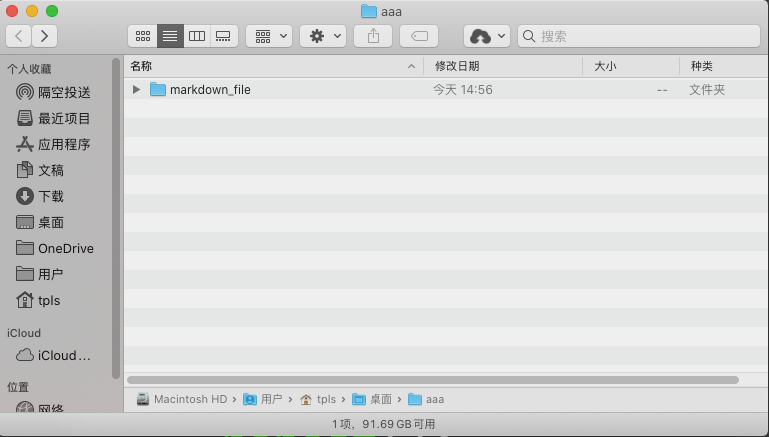 aaa
搜索
个人收藏
隔空投送
最近项目
应用程序
文稿
下载
桌面
OneDrive
用户
tpls
iCloud
iCloud...
位置
网络
名称 修改日期 大小 种类
markdown_file 今天 14:56 -- 文件夹
Macintosh HD › 用户 › tpls › 桌面 › aaa
1 项，91.69 GB 可用